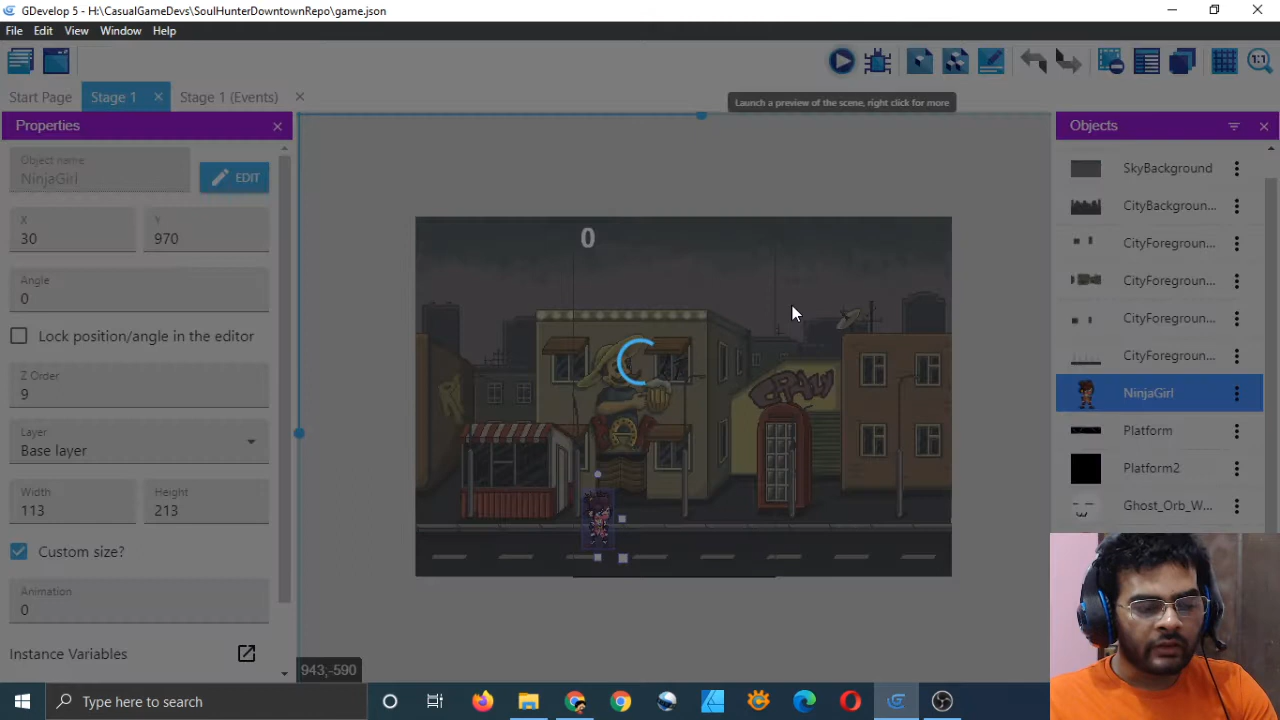 GDevelop 5 - H:\CasualGameDevs\SoulHunterDowntownRepo\game.json
File Edit View Window Help
Start Page Stage 1 Stage 1 (Events)
Launch a preview of the scene, right click for more
Properties
Objects
Object name
NinjaGirl
EDIT
X
30
Y
970
Angle
0
Lock position/angle in the editor
Z Order
9
Layer
Base layer
Width
113
Height
213
Custom size?
Animation
0
Instance Variables
943;-590
0
CRAW
SkyBackground
CityBackgroun...
CityForegroun...
CityForegroun...
CityForegroun...
CityForegroun...
NinjaGirl
Platform
Platform2
Ghost_Orb_W...
1:1
Type here to search